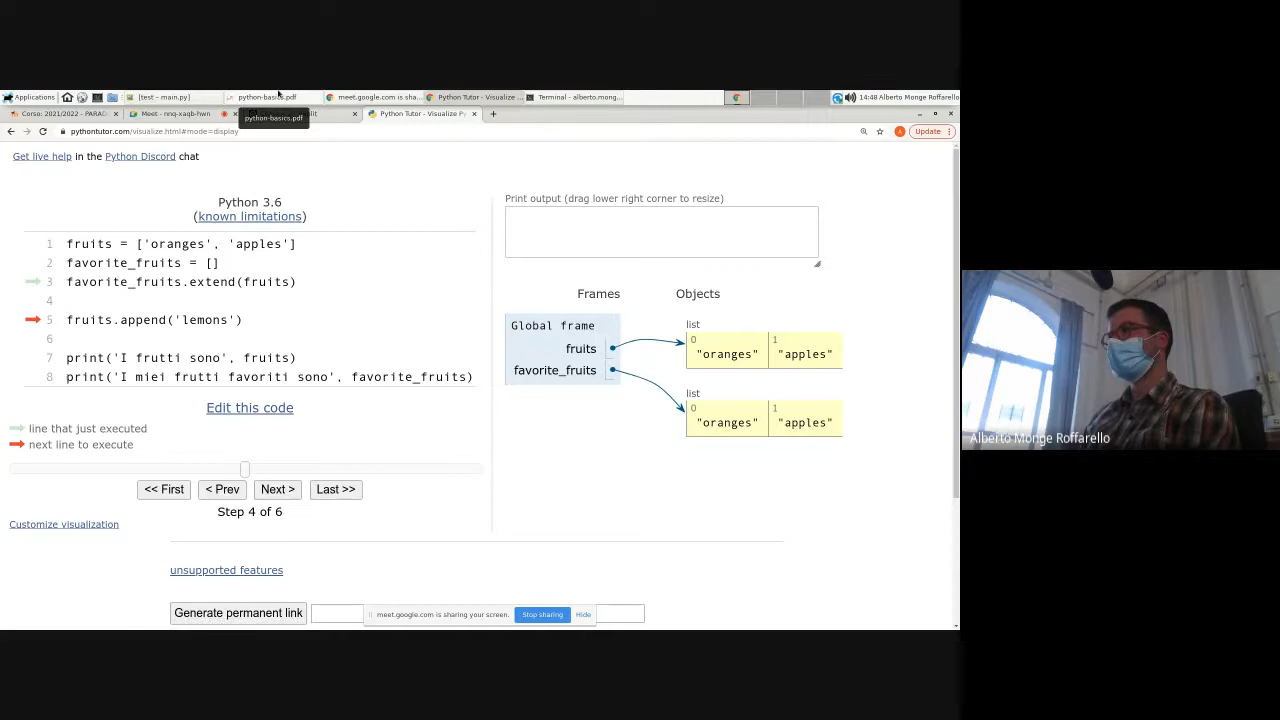 Applications
[test - main.py]
python-basics.pdf
meet.google.com is sha...
Python Tutor - Visualize ...
Terminal - alberto.mong...
14:48 Alberto Monge Roffarello
Corso: 2021/2022 - PARAD
Meet - nnq-xaqb-hwn
Python Tutor - Visualize Py
python-basics.pdf
pythontutor.com/visualize.html#mode=display
A
Update
Get live help in the Python Discord chat
Python 3.6
(known limitations)
1 fruits = ['oranges', 'apples']
2 favorite_fruits = []
3 favorite_fruits.extend(fruits)
4
5 fruits.append('lemons')
6
7 print('I frutti sono', fruits)
8 print('I miei frutti favoriti sono', favorite_fruits)
Edit this code
line that just executed
next line to execute
<< First
< Prev
Next >
Last >>
Step 4 of 6
Customize visualization
unsupported features
Generate permanent link
Print output (drag lower right corner to resize)
Frames
Objects
Global frame
fruits
favorite_fruits
list
0 1
"oranges" "apples"
list
0 1
"oranges" "apples"
meet.google.com is sharing your screen.
Stop sharing
Hide
Alberto Monge Roffarello